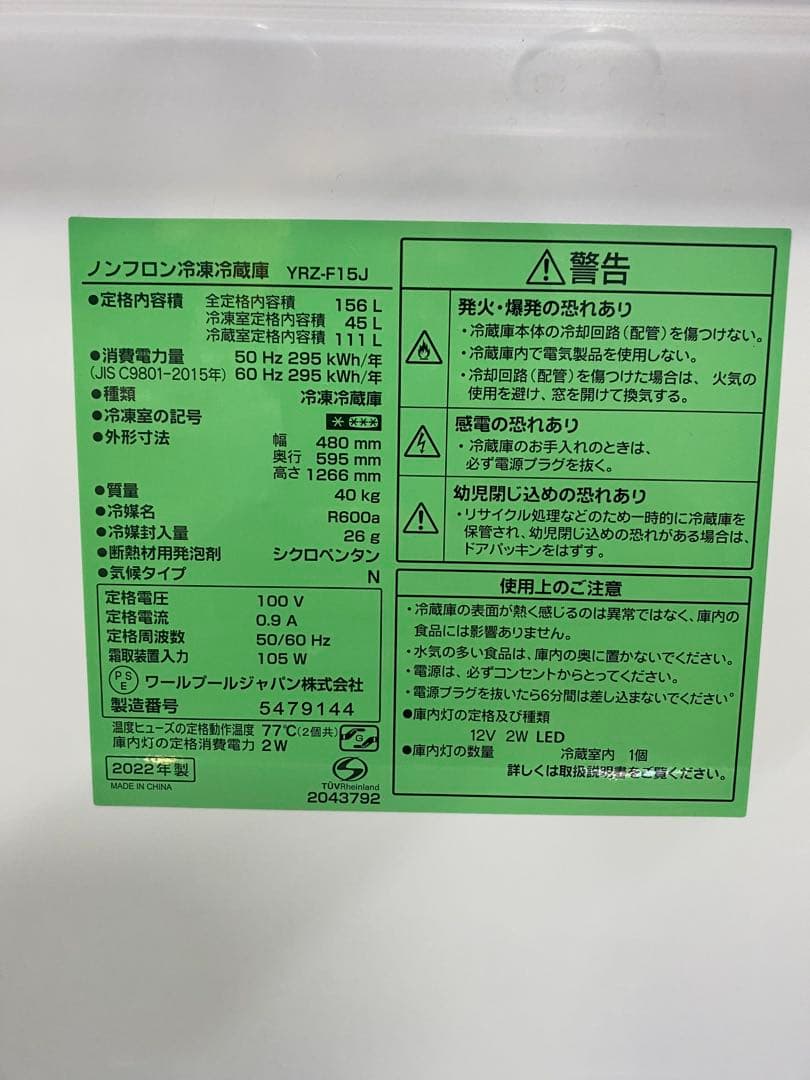 ノンフロン冷凍冷蔵庫 YRZ-F15J
●定格内容積 全定格内容積 156 L
冷凍室定格内容積 45 L
冷蔵室定格内容積 111 L
●消費電力量 50 Hz 295 kWh/年
(JIS C9801-2015年) 60 Hz 295 kWh/年
●種類 冷凍冷蔵庫
●冷凍室の記号
●外形寸法 幅 480 mm
奥行 595 mm
高さ 1266 mm
●質量 40 kg
●冷媒名 R600a
●冷媒封入量 26 g
●断熱材用発泡剤 シクロペンタン
●気候タイプ N
定格電圧 100 V
定格電流 0.9 A
定格周波数 50/60 Hz
霜取装置入力 105 W
PSE ワールプールジャパン株式会社
製造番号 5479144
温度ヒューズの定格動作温度 77℃(2個共)
庫内灯の定格消費電力 2W
G
2022年製
MADE IN CHINA
TÜVRheinland
2043792
警告
発火・爆発の恐れあり
・冷蔵庫本体の冷却回路(配管)を傷つけない。
・冷蔵庫内で電気製品を使用しない。
・冷却回路(配管)を傷つけた場合は、火気の
使用を避け、窓を開けて換気する。
感電の恐れあり
・冷蔵庫のお手入れのときは、
必ず電源プラグを抜く。
幼児閉じ込めの恐れあり
・リサイクル処理などのため一時的に冷蔵庫を
保管され、幼児閉じ込めの恐れがある場合は、
ドアパッキンをはずす。
使用上のご注意
・冷蔵庫の表面が熱く感じるのは異常ではなく、庫内の
食品には影響ありません。
・水気の多い食品は、庫内の奥に置かないでください。
・電源は、必ずコンセントからとってください。
・電源プラグを抜いたら6分間は差し込まないでください。
●庫内灯の定格及び種類
12V 2W LED
●庫内灯の数量 冷蔵室内 1個
詳しくは取扱説明書をご覧ください。